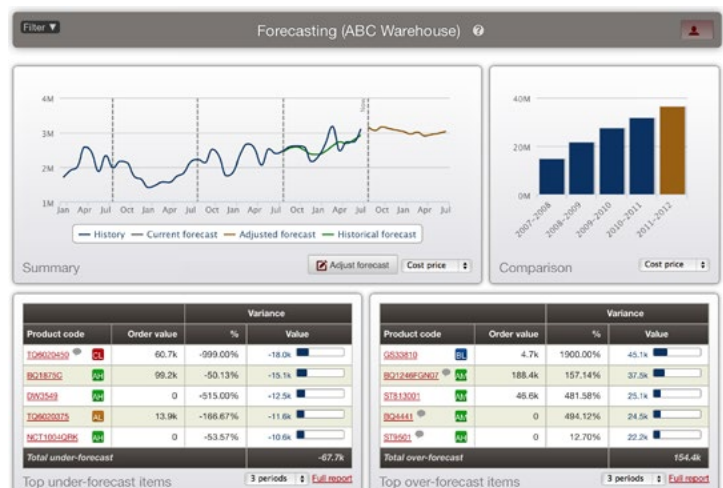 Filter ▼
Forecasting (ABC Warehouse) ?
4M
3M
2M
1M
Now
Jan Apr Jul Oct Jan Apr Jul Oct Jan Apr Jul Oct Jan Apr Jul Oct Jan Apr Jul
History Current forecast Adjusted forecast Historical forecast
Summary Adjust forecast Cost price
40M
20M
0M
2007-2008 2008-2009 2009-2010 2010-2011 2011-2012
Comparison Cost price
Variance
Product code Order value % Value
TO6020450 CL 60.7k -999.00% -18.0k
BQ1875C AH 99.2k -50.13% -15.1k
DW3549 AH 0 -515.00% -12.5k
TO6020375 AL 13.9k -166.67% -11.6k
NCT1004QRK AH 0 -53.57% -10.6k
Total under-forecast -67.7k
Top under-forecast items 3 periods Full report
Variance
Product code Order value % Value
GS33810 BL 4.7k 1900.00% 45.1k
BQ1246FGN07 AM 188.4k 157.14% 37.5k
ST813001 AM 46.6k 481.58% 25.1k
BQ4441 AM 0 494.12% 24.5k
ST9501 AM 0 12.70% 22.2k
Total over-forecast 154.4k
Top over-forecast items 3 periods Full report